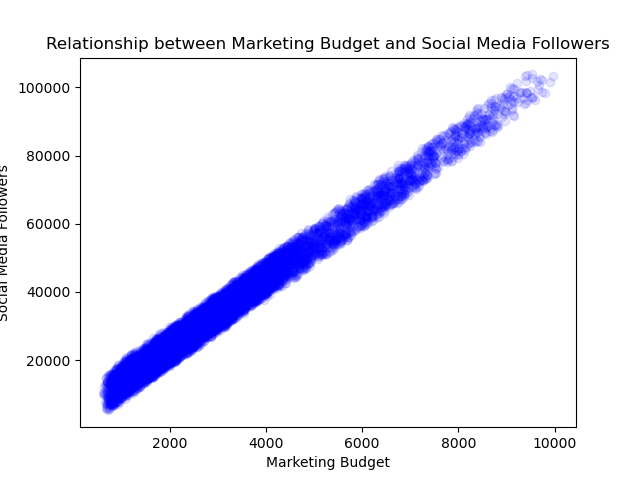 Relationship between Marketing Budget and Social Media Followers
100000
80000
60000
40000
20000
Social Media Followers
2000 4000 6000 8000 10000
Marketing Budget